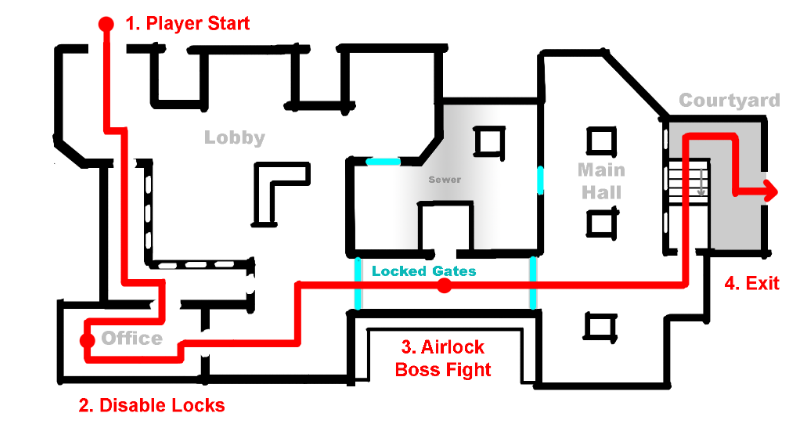 1. Player Start
Courtyard
Lobby
Main
Hall
Sewer
Locked Gates
4. Exit
Office
3. Airlock
Boss Fight
2. Disable Locks